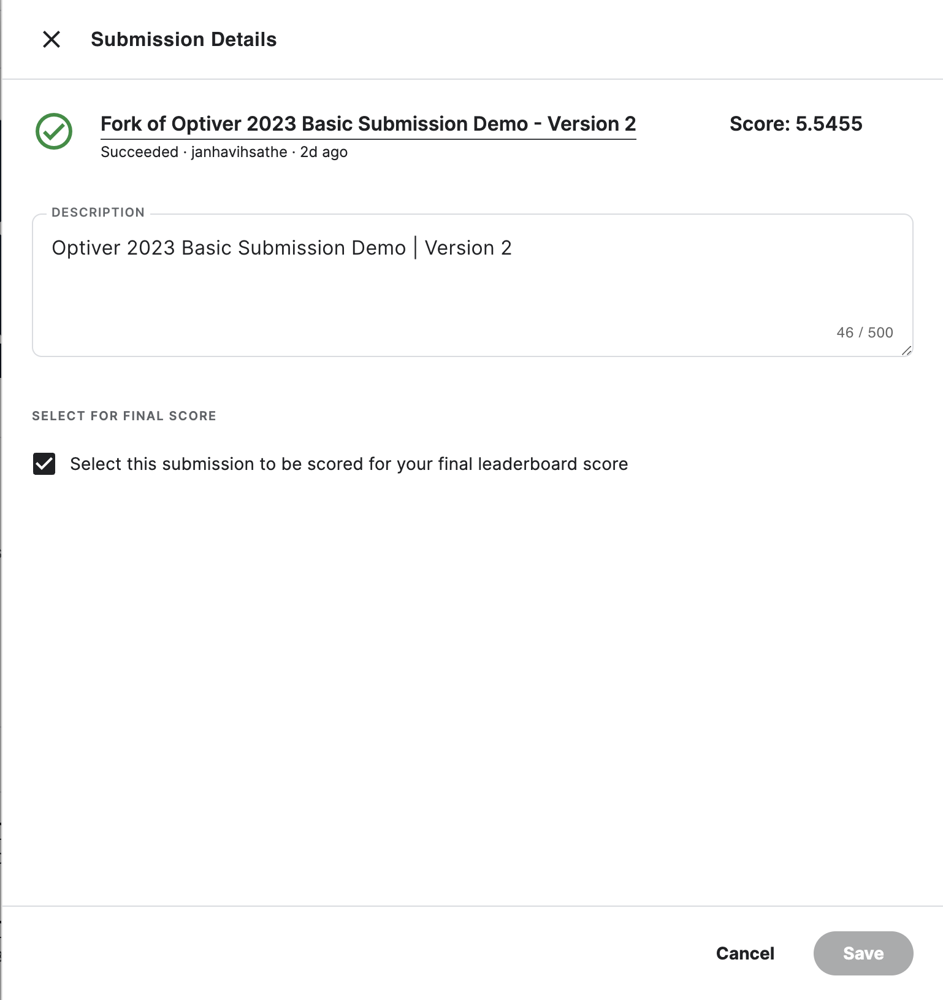 Submission Details
Fork of Optiver 2023 Basic Submission Demo - Version 2
Score: 5.5455
Succeeded · janhavihsathe · 2d ago
DESCRIPTION
Optiver 2023 Basic Submission Demo | Version 2
46 / 500
SELECT FOR FINAL SCORE
Select this submission to be scored for your final leaderboard score
Cancel
Save